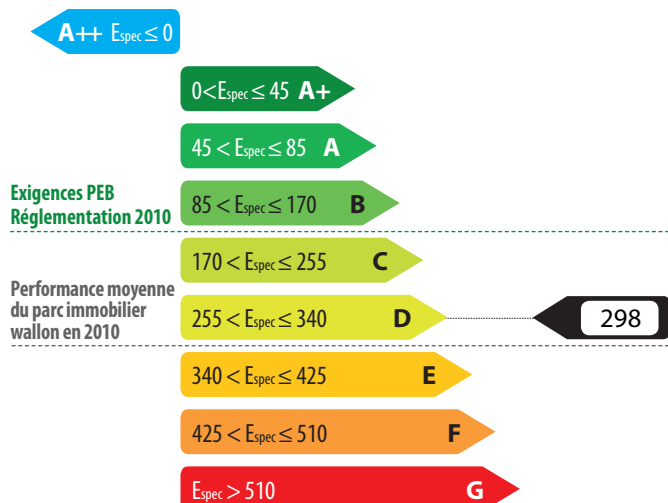 A++ Espec ≤ 0
0<Espec ≤ 45 A+
45 < Espec ≤ 85 A
Exigences PEB
Réglementation 2010
85 < Espec ≤ 170 B
170 < Espec ≤ 255 C
Performance moyenne
du parc immobilier
wallon en 2010
255 < Espec ≤ 340 D
298
340 < Espec ≤ 425 E
425 < Espec ≤ 510 F
Espec > 510 G